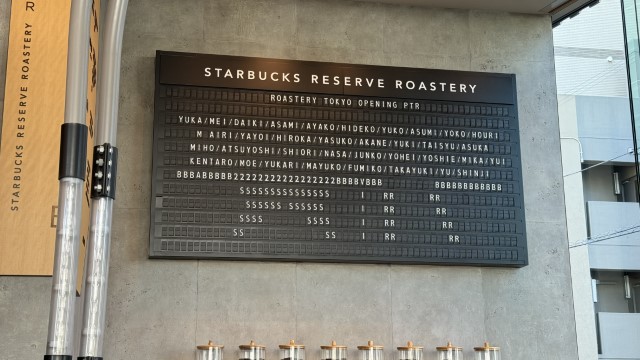 STARBUCKS RESERVE ROASTERY
STARBUCKS RESERVE ROASTERY
ROASTERY TOKYO OPENING PTR
YUKA/MEI/DAIKI/ASAMI/AYAKO/HIDEKO/YUKO/ASUMI/YOKO/HOURI
M AIRI/YAYOI/HIROKA/YASUKO/AKANE/YUKI/TAISYU/ASUKA
MIHO/ATSUYOSHI/SHIORI/NASA/JUNKO/YOHEI/YOSHIE/MIKA/YUI
KENTARO/MOE/YUKARI/MAYUKO/FUMIKO/TAKAYUKI/YU/SHINJI
SSSSSSSSSSSSSSS I RR RR
SSSSSS SSSSSS I RR RR
SSSS SSSS I RR RR
SS SS I RR RR